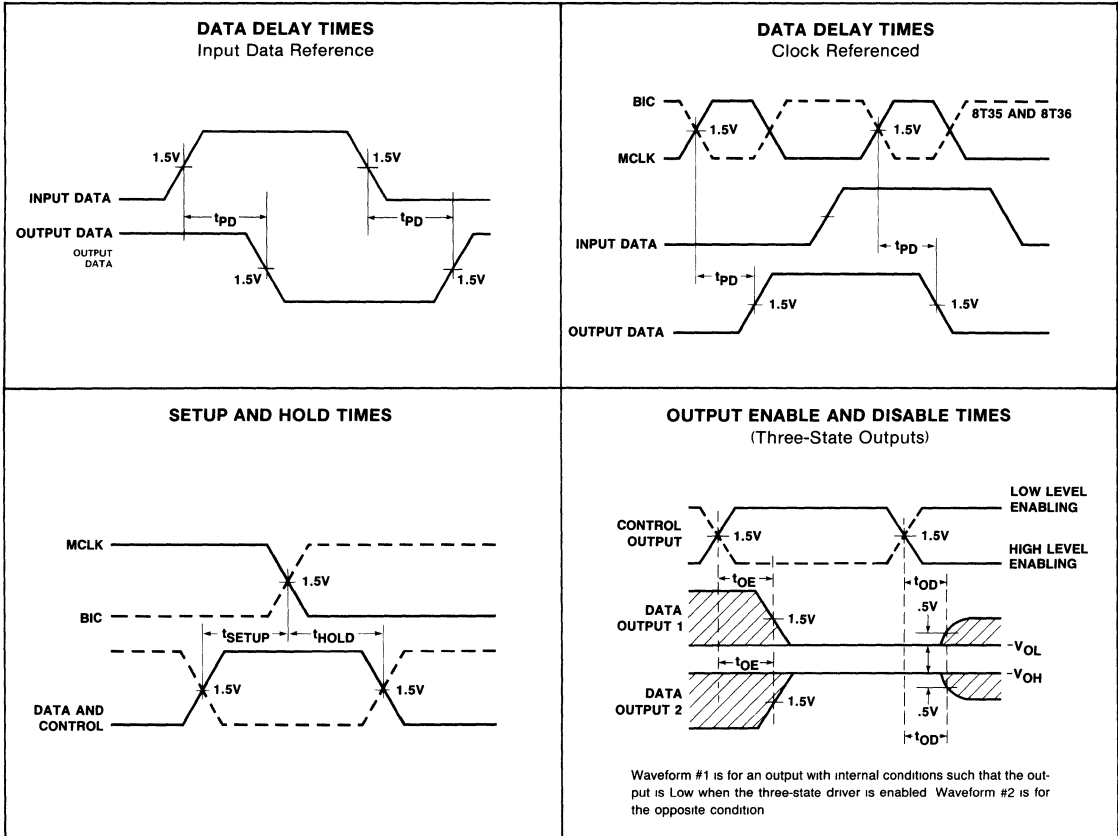 DATA DELAY TIMES
Input Data Reference
1.5V
1.5V
INPUT DATA
tPD
tPD
OUTPUT DATA
OUTPUT
DATA
1.5V
1.5V
DATA DELAY TIMES
Clock Referenced
BIC
8T35 AND 8T36
1.5V
1.5V
MCLK
INPUT DATA
tPD
tPD
1.5V
1.5V
OUTPUT DATA
SETUP AND HOLD TIMES
MCLK
1.5V
BIC
tSETUP
tHOLD
1.5V
1.5V
DATA AND
CONTROL
OUTPUT ENABLE AND DISABLE TIMES
(Three-State Outputs)
LOW LEVEL
ENABLING
CONTROL
OUTPUT
1.5V
1.5V
HIGH LEVEL
ENABLING
tOE
tOD
.5V
DATA
OUTPUT 1
1.5V
-VOL
tOE
-VOH
DATA
OUTPUT 2
1.5V
.5V
tOD
Waveform #1 is for an output with internal conditions such that the out-
put is Low when the three-state driver is enabled Waveform #2 is for
the opposite condition